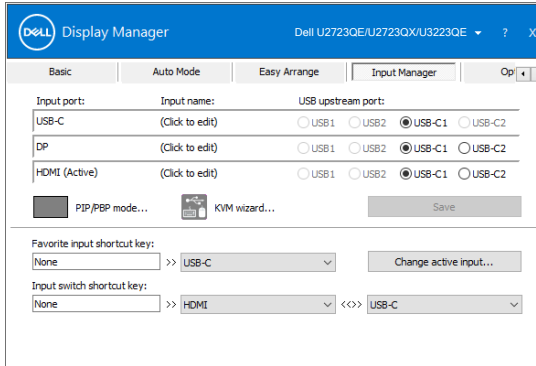 DELL Display Manager Dell U2723QE/U2723QX/U3223QE ? X
Basic Auto Mode Easy Arrange Input Manager Op
Input port: Input name: USB upstream port:
USB-C (Click to edit) USB1 USB2 USB-C1 USB-C2
DP (Click to edit) USB1 USB2 USB-C1 USB-C2
HDMI (Active) (Click to edit) USB1 USB2 USB-C1 USB-C2
PIP/PBP mode... KVM wizard... Save
Favorite input shortcut key:
None >> USB-C Change active input...
Input switch shortcut key:
None >> HDMI <<>> USB-C